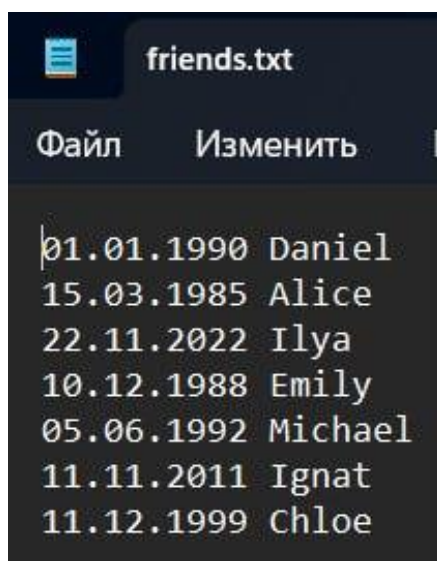 friends.txt
Файл Изменить
01.01.1990 Daniel
15.03.1985 Alice
22.11.2022 Ilya
10.12.1988 Emily
05.06.1992 Michael
11.11.2011 Ignat
11.12.1999 Chloe